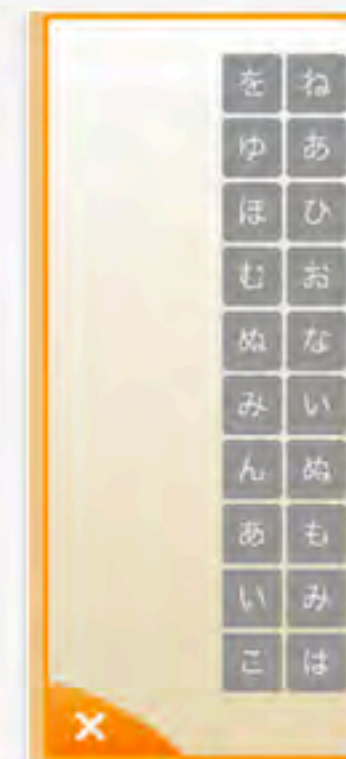 をね
ゆあ
ほひ
むお
ぬな
みい
んぬ
あも
いみ
こは
×